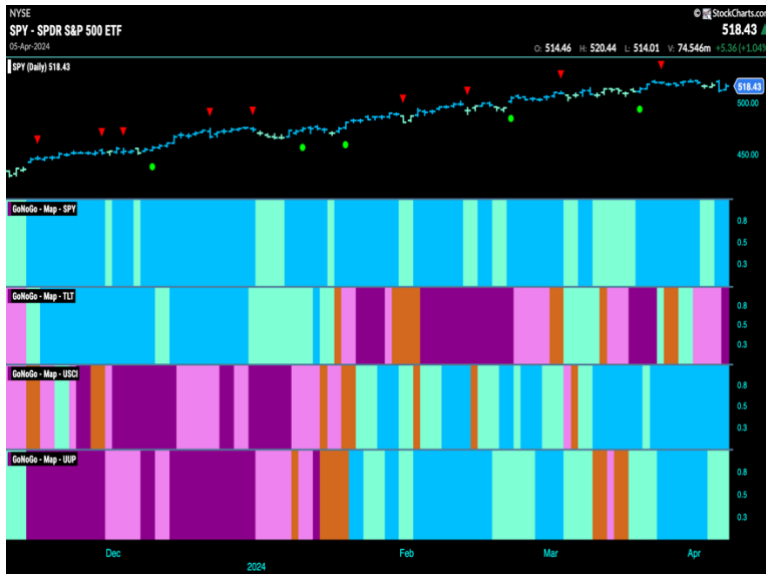 NYSE
© StockCharts.com
SPY - SPDR S&P 500 ETF
518.43
05-Apr-2024
O: 514.46 H: 520.44 L: 514.01 V: 74.546m +5.36 (+1.04%
SPY (Daily) 518.43
518.43
500.00
450.00
GoNoGo - Map - SPY
0.8
0.5
0.3
GoNoGo - Map - TLT
0.8
0.5
0.3
GoNoGo - Map - USCI
0.8
0.5
0.3
GoNoGo - Map - UUP
0.8
0.5
0.3
Dec
2024
Feb
Mar
Apr